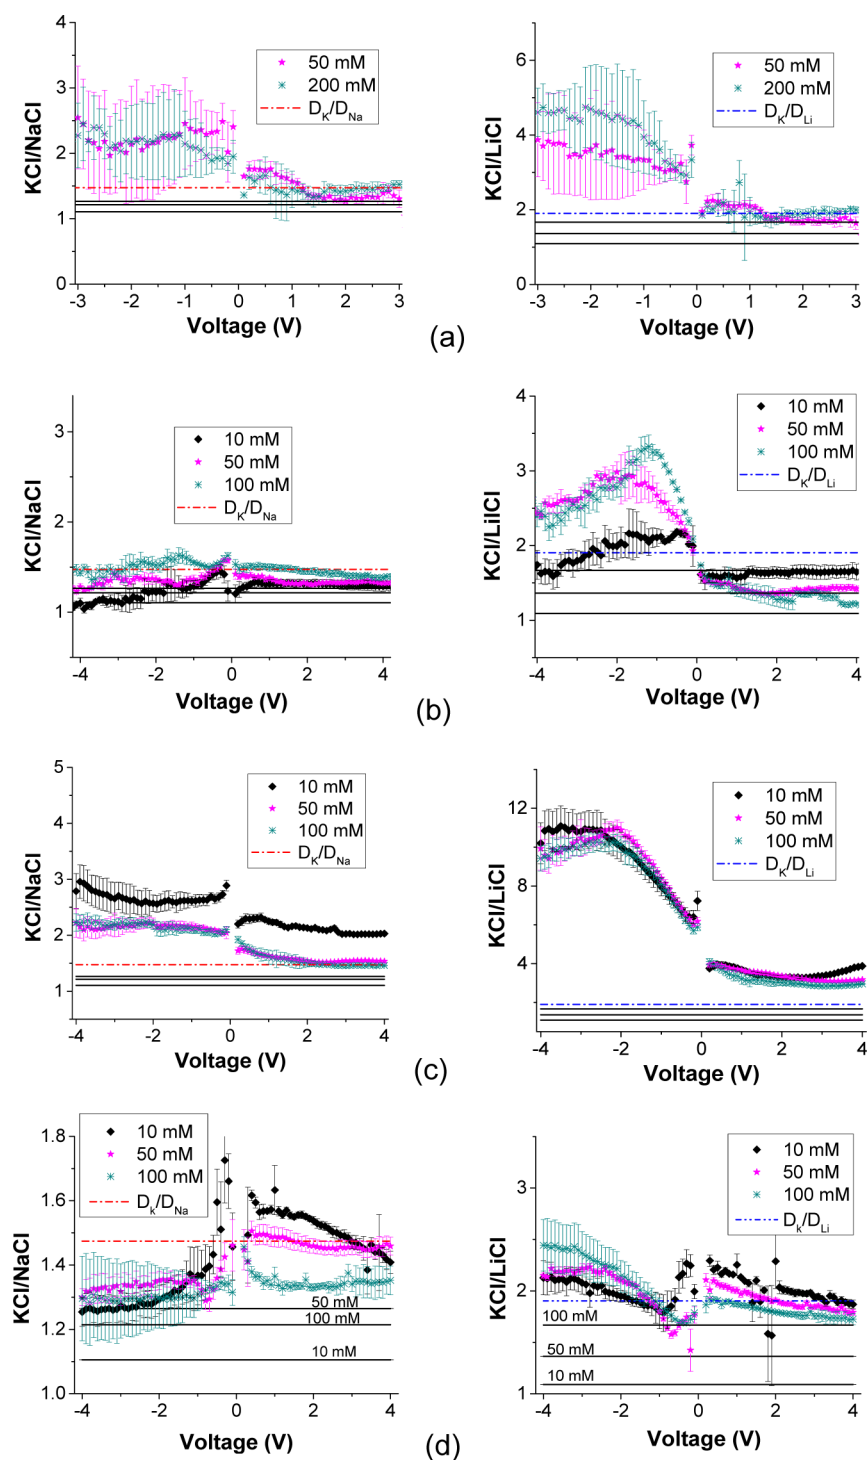 4
3
2
1
0
KCl/NaCl
50 mM
200 mM
D_K/D_Na
-3 -2 -1 0 1 2 3
Voltage (V)
6
4
2
0
KCl/LiCl
50 mM
200 mM
D_K/D_Li
-3 -2 -1 0 1 2 3
Voltage (V)
(a)
3
2
1
KCl/NaCl
10 mM
50 mM
100 mM
D_K/D_Na
-4 -2 0 2 4
Voltage (V)
4
3
2
1
KCl/LilCl
10 mM
50 mM
100 mM
D_K/D_Li
-4 -2 0 2 4
Voltage (V)
(b)
5
4
3
2
1
KCl/NaCl
10 mM
50 mM
100 mM
D_K/D_Na
-4 -2 0 2 4
Voltage (V)
12
8
4
KCl/LiCl
10 mM
50 mM
100 mM
D_K/D_Li
-4 -2 0 2 4
Voltage (V)
(c)
1.8
1.6
1.4
1.2
1.0
KCl/NaCl
10 mM
50 mM
100 mM
D_k/D_Na
50 mM
100 mM
10 mM
-4 -2 0 2 4
Voltage (V)
3
2
1
KCl/LiCl
10 mM
50 mM
100 mM
D_k/D_Li
100 mM
50 mM
10 mM
-4 -2 0 2 4
Voltage (V)
(d)